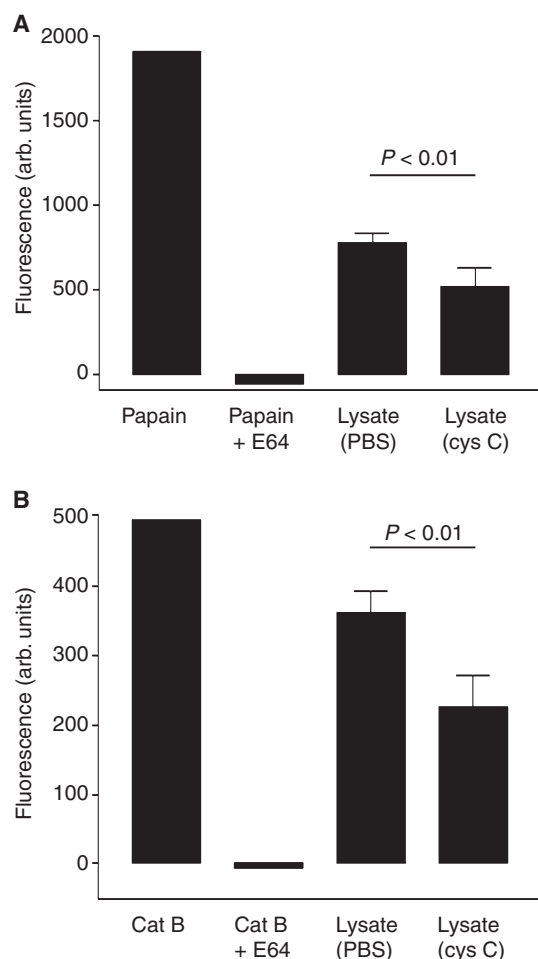 A
Fluorescence (arb. units)
2000
1500
1000
500
0
P < 0.01
Papain
Papain
+ E64
Lysate
(PBS)
Lysate
(cys C)
B
Fluorescence (arb. units)
500
400
300
200
100
0
P < 0.01
Cat B
Cat B
+ E64
Lysate
(PBS)
Lysate
(cys C)